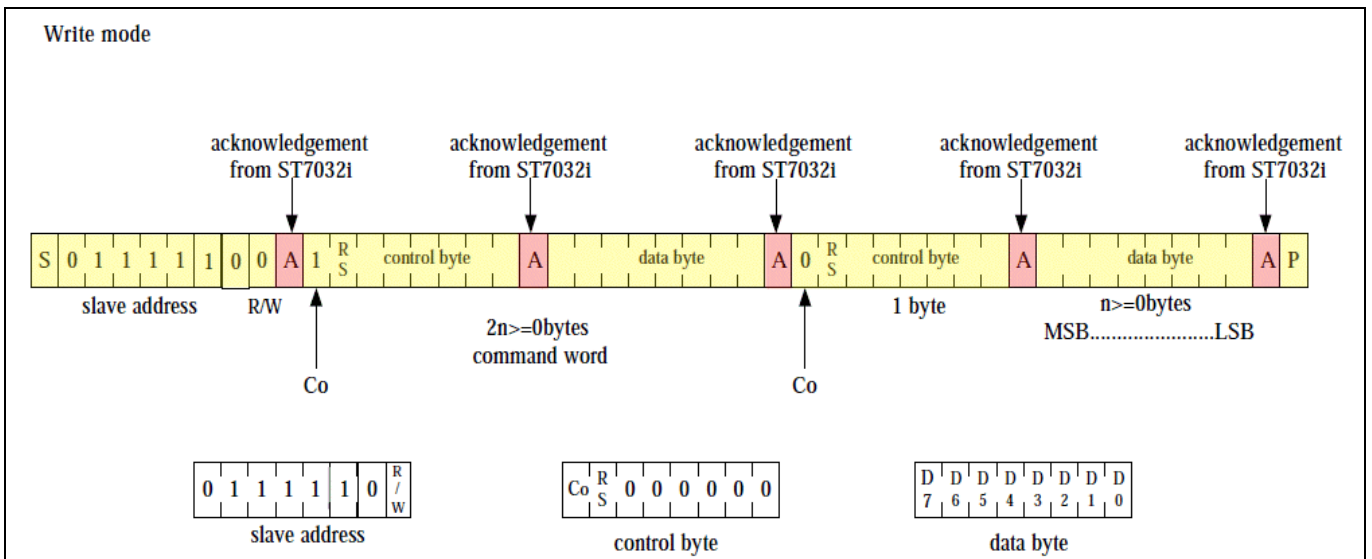 Write mode
acknowledgement from ST7032i
acknowledgement from ST7032i
acknowledgement from ST7032i
acknowledgement from ST7032i
acknowledgement from ST7032i
S 0 1 1 1 1 1 0 0 A 1 RS control byte A data byte A 0 RS control byte A data byte A P
slave address
R/W
Co
2n>=0bytes
command word
Co
1 byte
n>=0bytes
MSB.......................LSB
0 1 1 1 1 1 0 R/W
slave address
Co RS 0 0 0 0 0 0
control byte
D7 D6 D5 D4 D3 D2 D1 D0
data byte